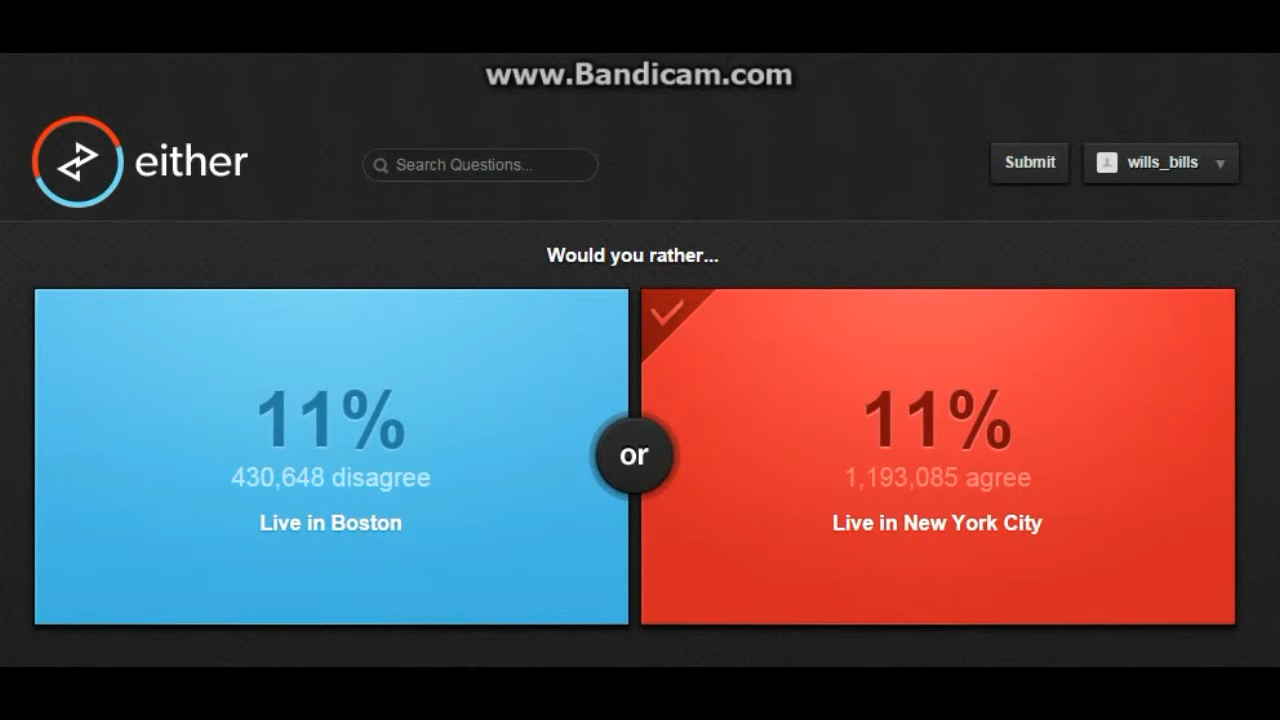 www.Bandicam.com
either
Search Questions...
Submit
wills_bills
Would you rather...
11%
430,648 disagree
Live in Boston
or
11%
1,193,085 agree
Live in New York City